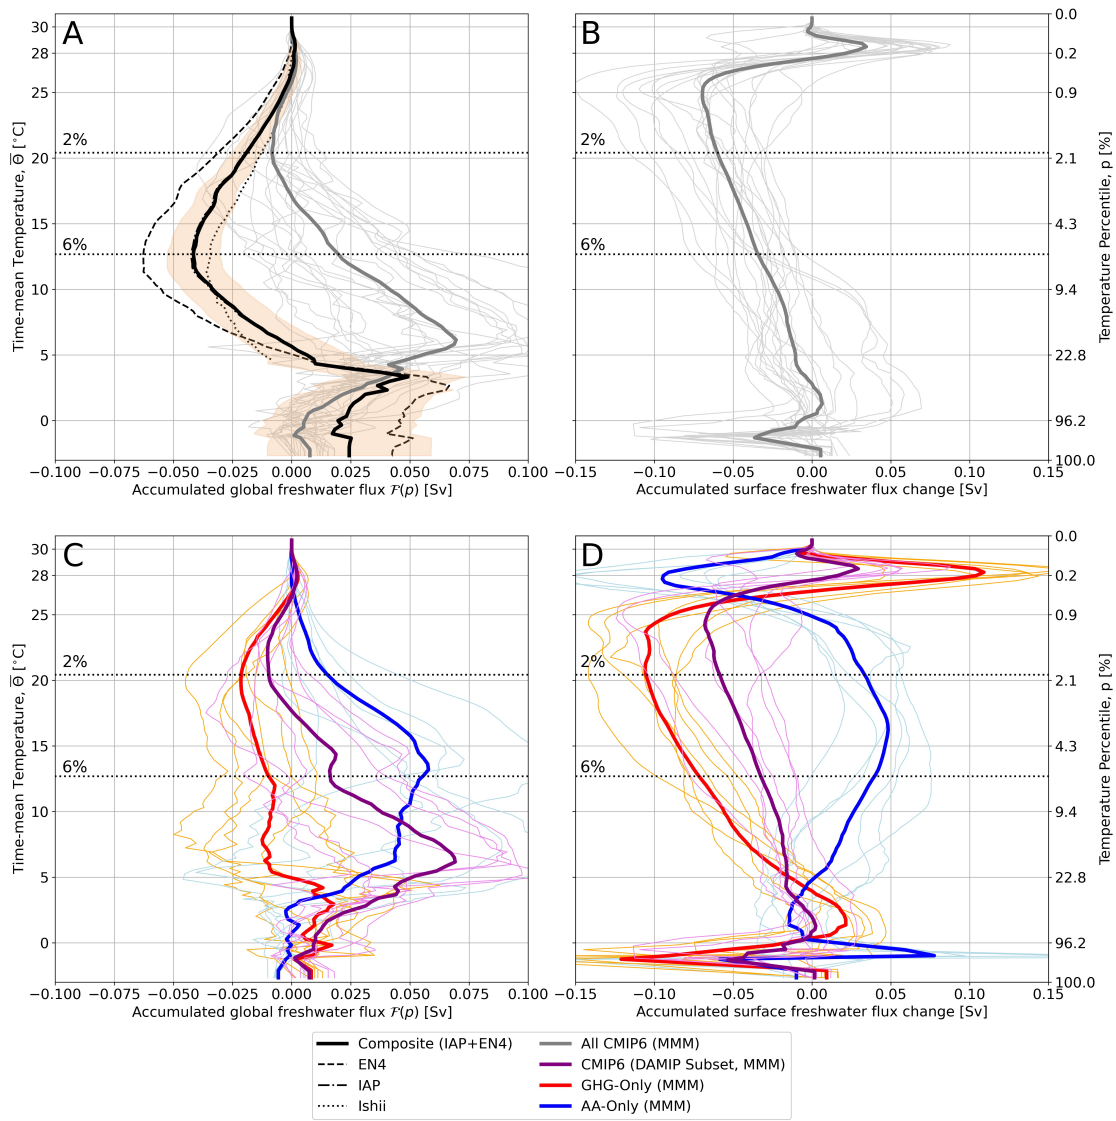 A
B
30
28
25
20
15
10
5
0
2%
6%
2%
6%
0.0
0.2
0.9
2.1
4.3
9.4
22.8
96.2
100.0
Time-mean Temperature, Θ̅ [°C]
Temperature Percentile, p [%]
−0.100 −0.075 −0.050 −0.025 0.000 0.025 0.050 0.075 0.100
−0.15 −0.10 −0.05 0.00 0.05 0.10 0.15
Accumulated global freshwater flux ℱ(p) [Sv]
Accumulated surface freshwater flux change [Sv]
C
D
30
28
25
20
15
10
5
0
2%
6%
2%
6%
0.0
0.2
0.9
2.1
4.3
9.4
22.8
96.2
100.0
Time-mean Temperature, Θ̅ [°C]
Temperature Percentile, p [%]
−0.100 −0.075 −0.050 −0.025 0.000 0.025 0.050 0.075 0.100
−0.15 −0.10 −0.05 0.00 0.05 0.10 0.15
Accumulated global freshwater flux ℱ(p) [Sv]
Accumulated surface freshwater flux change [Sv]
Composite (IAP+EN4)
EN4
IAP
Ishii
All CMIP6 (MMM)
CMIP6 (DAMIP Subset, MMM)
GHG-Only (MMM)
AA-Only (MMM)